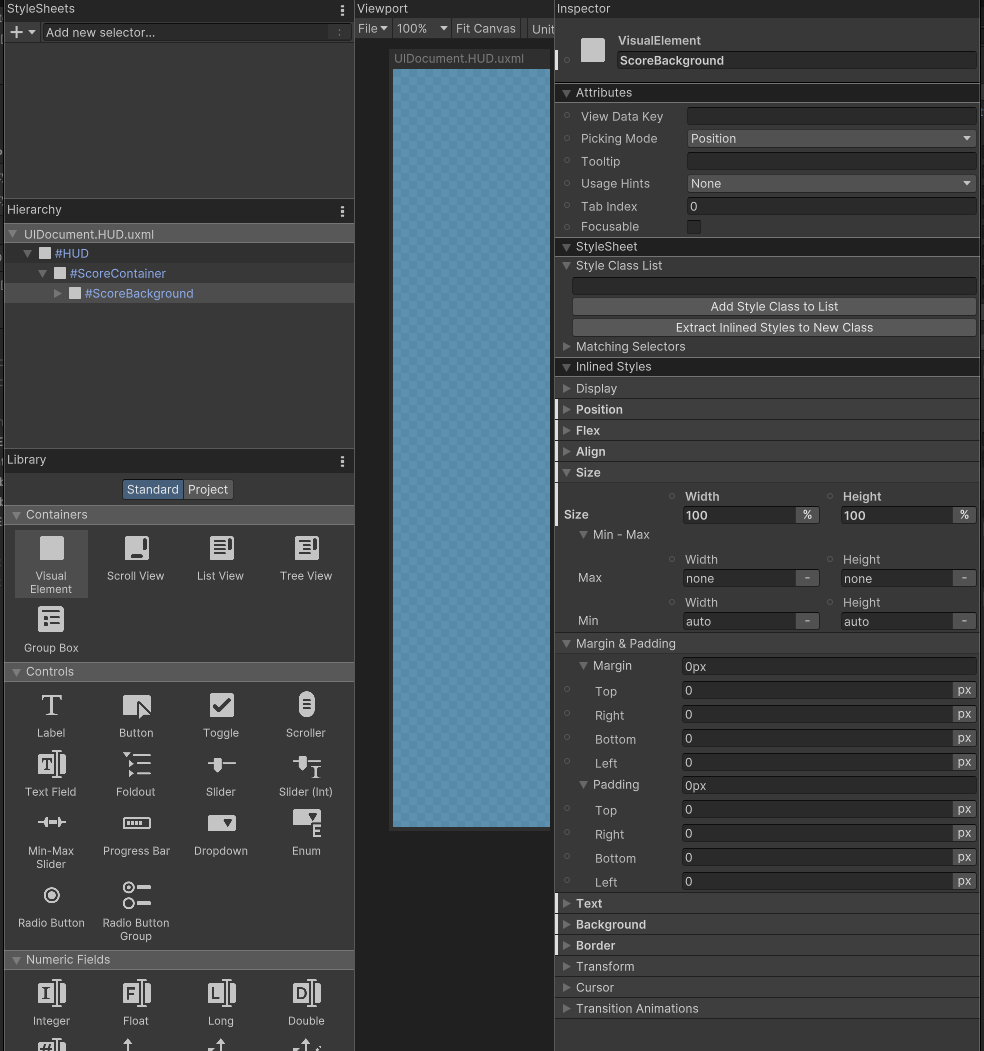 StyleSheets
Add new selector...
Hierarchy
UIDocument.HUD.uxml
#HUD
#ScoreContainer
#ScoreBackground
Library
Standard Project
Containers
Visual Element
Scroll View
List View
Tree View
Group Box
Controls
Label
Button
Toggle
Scroller
Text Field
Foldout
Slider
Slider (Int)
Min-Max Slider
Progress Bar
Dropdown
Enum
Radio Button
Radio Button Group
Numeric Fields
Integer
Float
Long
Double
Viewport
File 100% Fit Canvas Unit
UIDocument.HUD.uxml
Inspector
VisualElement
ScoreBackground
Attributes
View Data Key
Picking Mode Position
Tooltip
Usage Hints None
Tab Index 0
Focusable
StyleSheet
Style Class List
Add Style Class to List
Extract Inlined Styles to New Class
Matching Selectors
Inlined Styles
Display
Position
Flex
Align
Size
Width Height
Size 100 % 100 %
Min - Max
Width Height
Max none - none -
Width Height
Min auto - auto -
Margin & Padding
Margin 0px
Top 0 px
Right 0 px
Bottom 0 px
Left 0 px
Padding 0px
Top 0 px
Right 0 px
Bottom 0 px
Left 0 px
Text
Background
Border
Transform
Cursor
Transition Animations